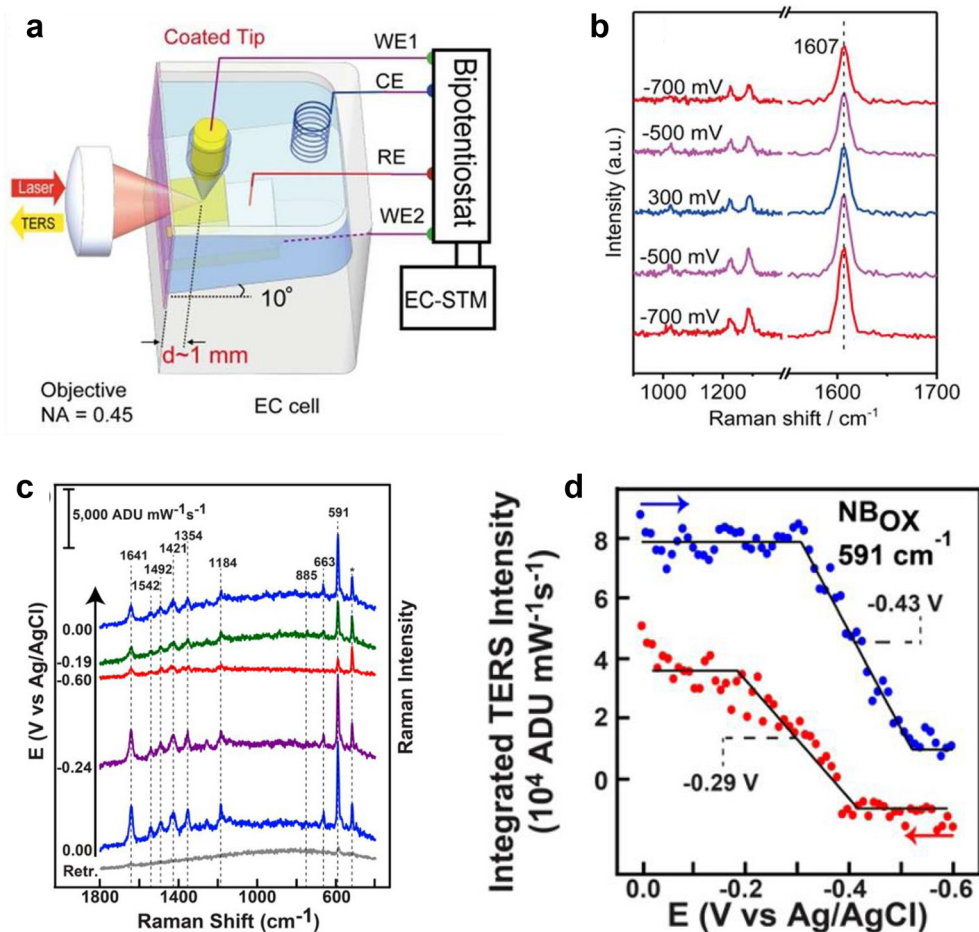 a
Coated Tip
WE1
CE
RE
WE2
Bipotentiostat
EC-STM
Laser
TERS
10°
d~1 mm
Objective
NA = 0.45
EC cell
b
1607
-700 mV
-500 mV
300 mV
-500 mV
-700 mV
Intensity (a.u.)
1000 1200 1600 1700
Raman shift / cm⁻¹
c
5,000 ADU mW⁻¹s⁻¹
1641
1542
1492
1421
1354
1184
885
663
591
*
0.00
-0.19
-0.60
-0.24
0.00
Retr.
E (V vs Ag/AgCl)
Raman Intensity
1800 1400 1000 600
Raman Shift (cm⁻¹)
d
NBOX
591 cm⁻¹
-0.43 V
-0.29 V
8
6
4
2
0
Integrated TERS Intensity
(10⁴ ADU mW⁻¹s⁻¹)
0.0 -0.2 -0.4 -0.6
E (V vs Ag/AgCl)